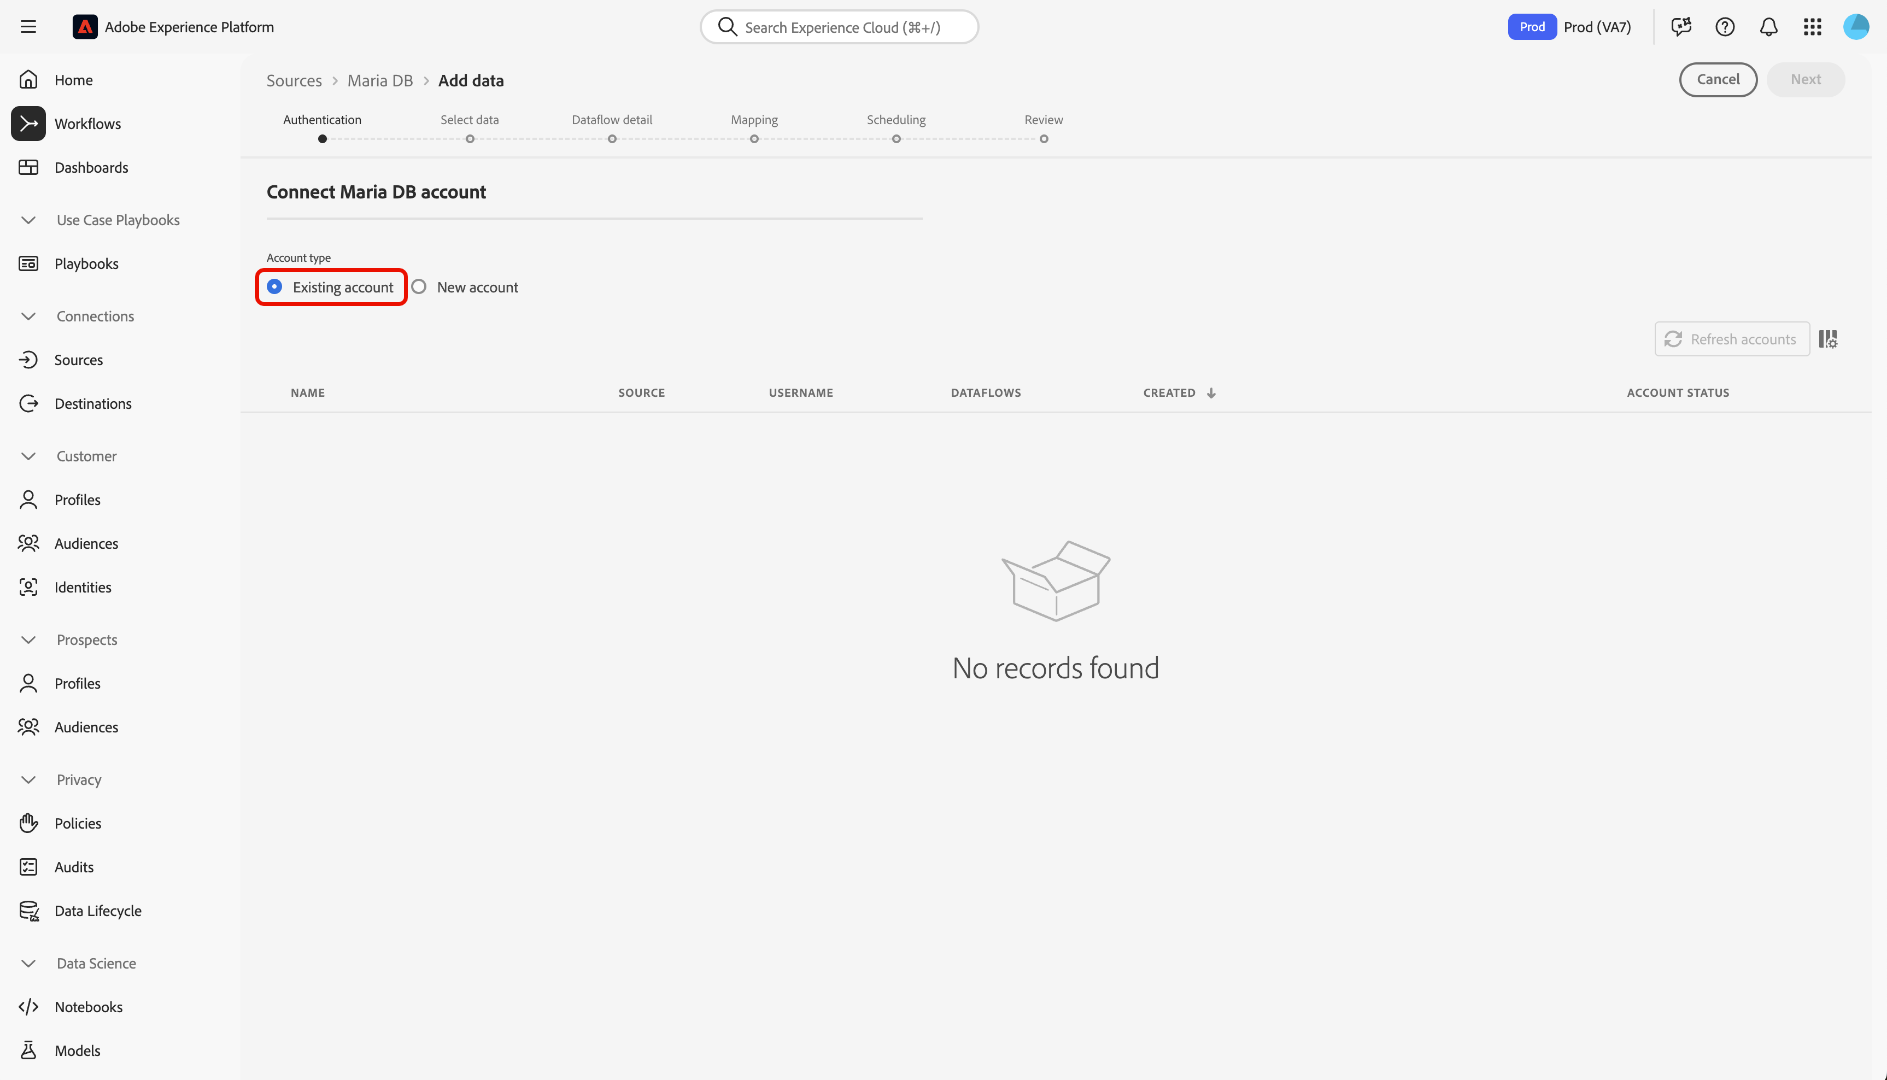 Adobe Experience Platform
Search Experience Cloud (⌘+/)
Prod
Prod (VA7)
Home
Workflows
Dashboards
Use Case Playbooks
Playbooks
Connections
Sources
Destinations
Customer
Profiles
Audiences
Identities
Prospects
Profiles
Audiences
Privacy
Policies
Audits
Data Lifecycle
Data Science
Notebooks
Models
Sources > Maria DB > Add data
Cancel
Next
Authentication
Select data
Dataflow detail
Mapping
Scheduling
Review
Connect Maria DB account
Account type
Existing account
New account
Refresh accounts
NAME
SOURCE
USERNAME
DATAFLOWS
CREATED ↓
ACCOUNT STATUS
No records found